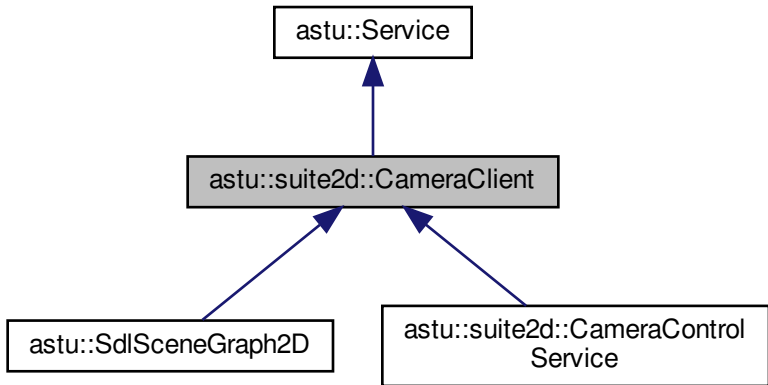 astu::Service
astu::suite2d::CameraClient
astu::SdlSceneGraph2D
astu::suite2d::CameraControl
Service